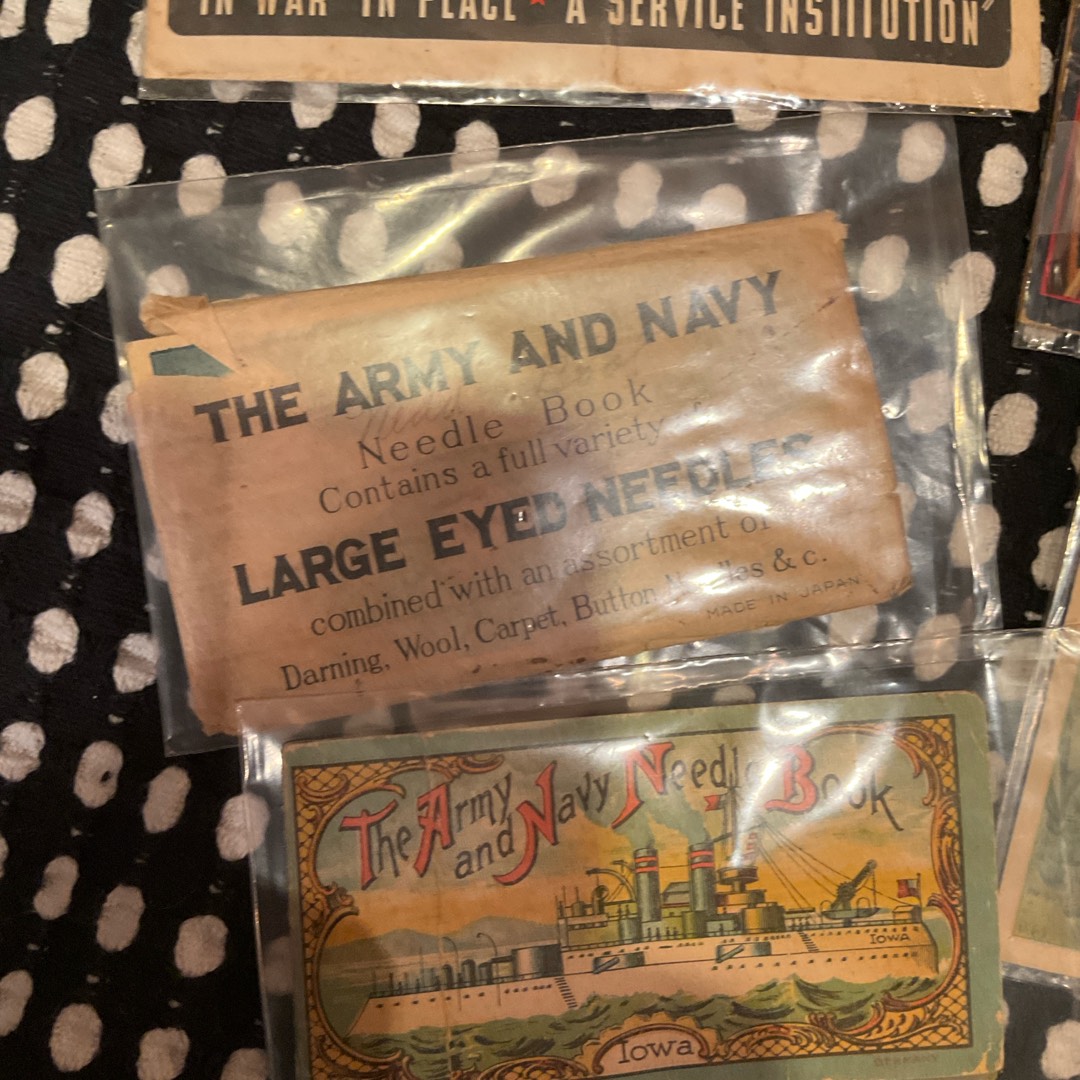 IN WAR IN PEACE ★ A SERVICE INSTITUTION"
THE ARMY AND NAVY
Needle Book
Contains a full variety
LARGE EYED NEEDLES
combined with an assortment of
Darning, Wool, Carpet, Button Needles & c.
MADE IN JAPAN
The Army and Navy Needle Book
IOWA
Iowa
GERMANY